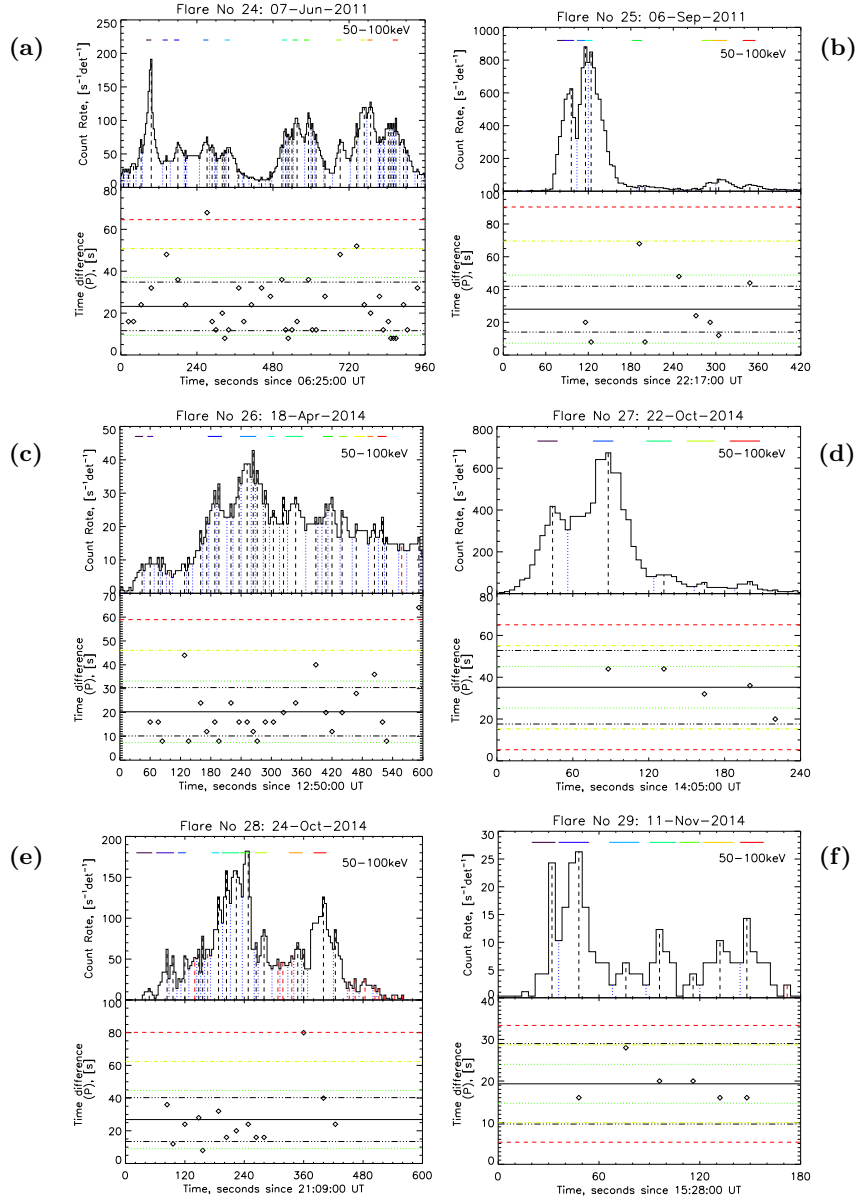 (a)
Flare No 24: 07-Jun-2011
50-100keV
Count Rate, [s⁻¹det⁻¹]
250
200
150
100
50
0
Time difference (P), [s]
80
60
40
20
0
0 240 480 720 960
Time, seconds since 06:25:00 UT
(b)
Flare No 25: 06-Sep-2011
50-100keV
Count Rate, [s⁻¹det⁻¹]
1000
800
600
400
200
0
Time difference (P), [s]
100
80
60
40
20
0
0 60 120 180 240 300 360 420
Time, seconds since 22:17:00 UT
(c)
Flare No 26: 18-Apr-2014
50-100keV
Count Rate, [s⁻¹det⁻¹]
50
40
30
20
10
0
Time difference (P), [s]
70
60
50
40
30
20
10
0
0 60 120 180 240 300 360 420 480 540 600
Time, seconds since 12:50:00 UT
(d)
Flare No 27: 22-Oct-2014
50-100keV
Count Rate, [s⁻¹det⁻¹]
800
600
400
200
0
Time difference (P), [s]
80
60
40
20
0
0 60 120 180 240
Time, seconds since 14:05:00 UT
(e)
Flare No 28: 24-Oct-2014
50-100keV
Count Rate, [s⁻¹det⁻¹]
200
150
100
50
0
Time difference (P), [s]
100
80
60
40
20
0
0 120 240 360 480 600
Time, seconds since 21:09:00 UT
(f)
Flare No 29: 11-Nov-2014
50-100keV
Count Rate, [s⁻¹det⁻¹]
30
25
20
15
10
5
0
Time difference (P), [s]
40
30
20
10
0
0 60 120 180
Time, seconds since 15:28:00 UT